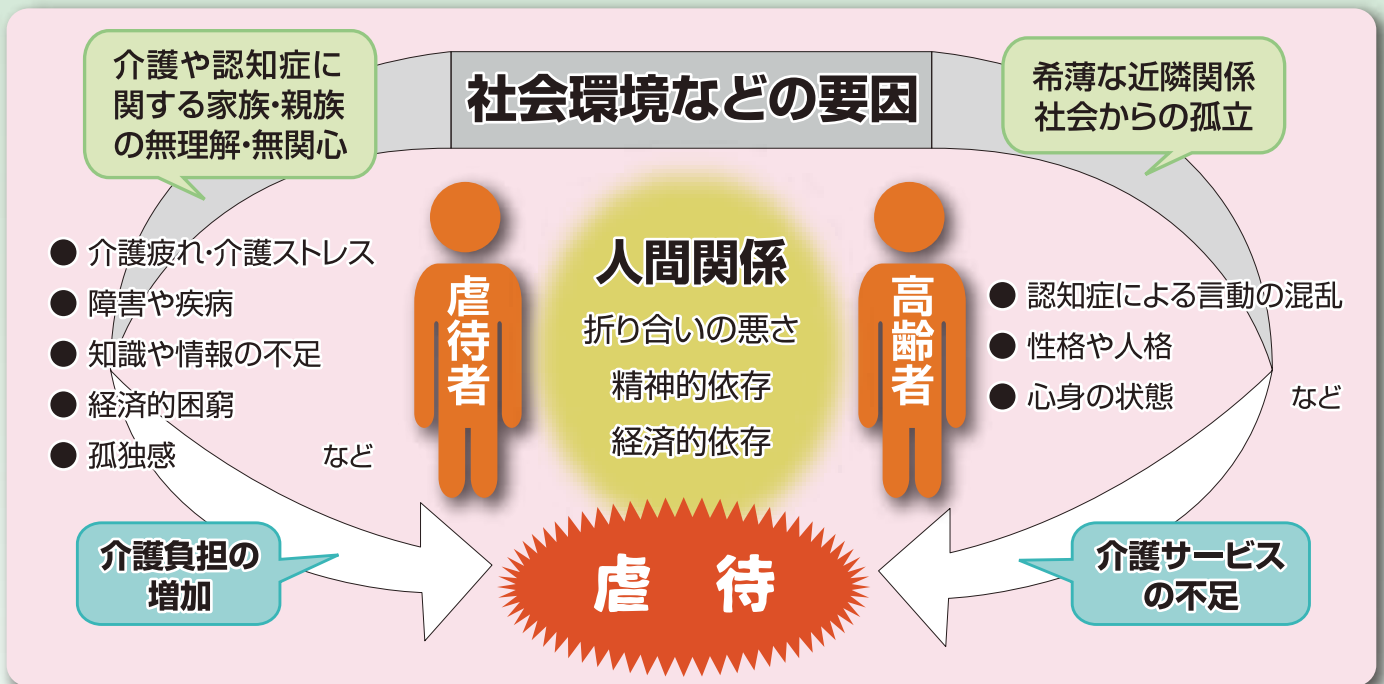 社会環境などの要因
介護や認知症に
関する家族・親族
の無理解・無関心
希薄な近隣関係
社会からの孤立
● 介護疲れ・介護ストレス
● 障害や疾病
● 知識や情報の不足
● 経済的困窮
● 孤独感 など
虐待者
人間関係
折り合いの悪さ
精神的依存
経済的依存
高齢者
● 認知症による言動の混乱
● 性格や人格
● 心身の状態 など
介護負担の
増加
虐 待
介護サービス
の不足